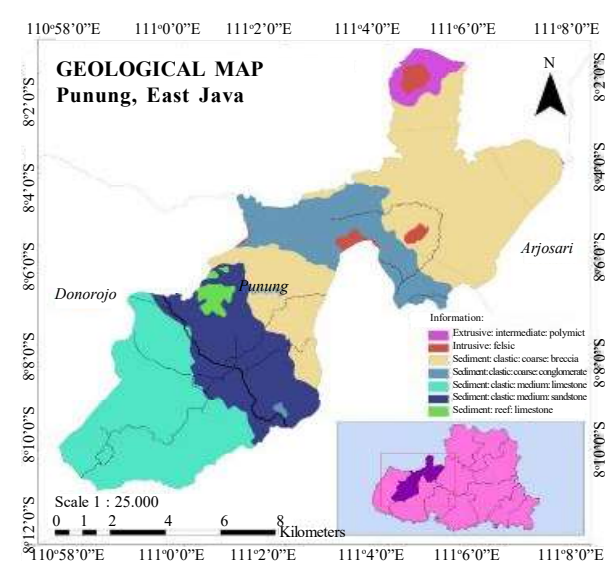 110°58'0"E 111°0'0"E 111°2'0"E 111°4'0"E 111°6'0"E 111°8'0"E
GEOLOGICAL MAP
Punung, East Java
N
8°2'0"S
8°4'0"S
8°6'0"S
8°8'0"S
8°10'0"S
8°12'0"S
8°2'0"S
8°4'0"S
8°6'0"S
8°8'0"S
8°10'0"S
Arjosari
Punung
Donorojo
Information:
Extrusive: intermediate: polymict
Intrusive: felsic
Sediment: clastic: coarse: breccia
Sediment: clastic: coarse: conglomerate
Sediment: clastic: medium: limestone
Sediment: clastic: medium: sandstone
Sediment: reef: limestone
Scale 1 : 25.000
0 1 2 4 6 8
Kilometers
110°58'0"E 111°0'0"E 111°2'0"E 111°4'0"E 111°6'0"E 111°8'0"E